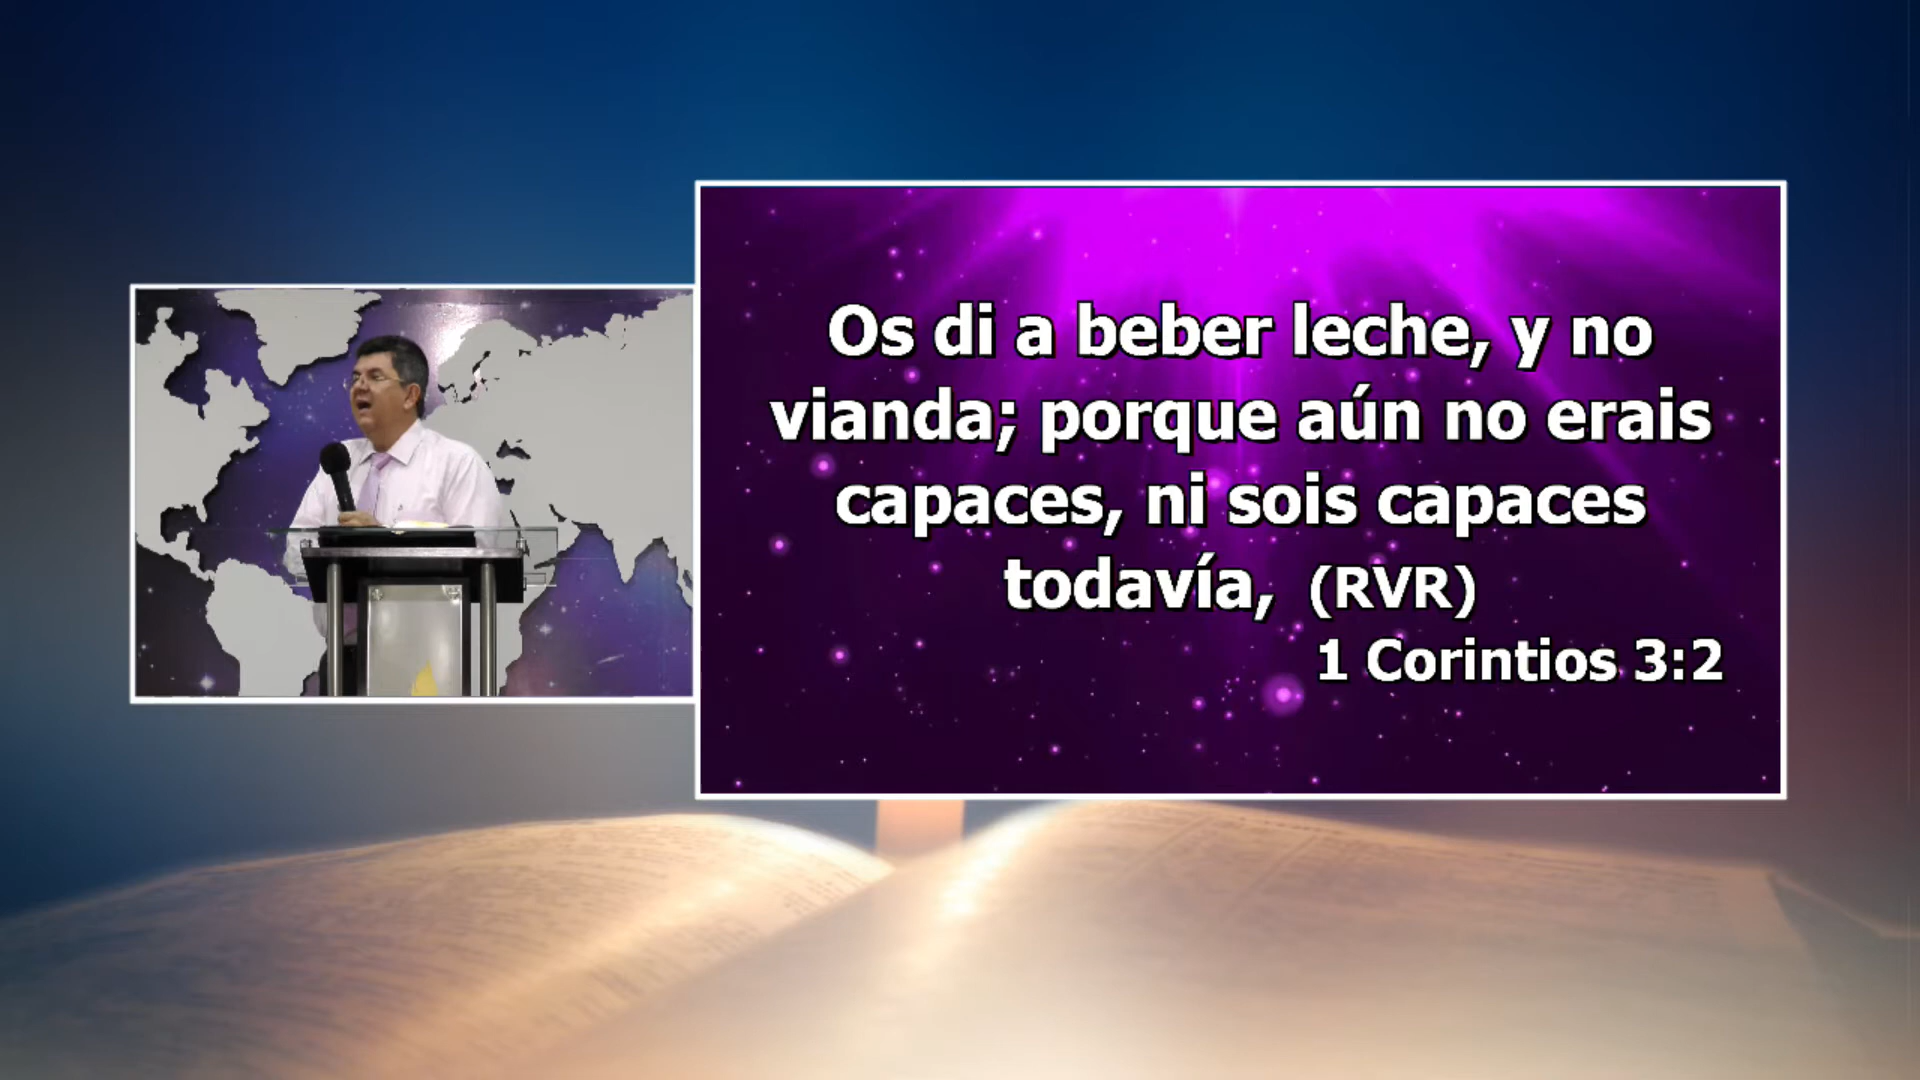 Os di a beber leche, y no
vianda; porque aún no erais
capaces, ni sois capaces
todavía, (RVR)
1 Corintios 3:2